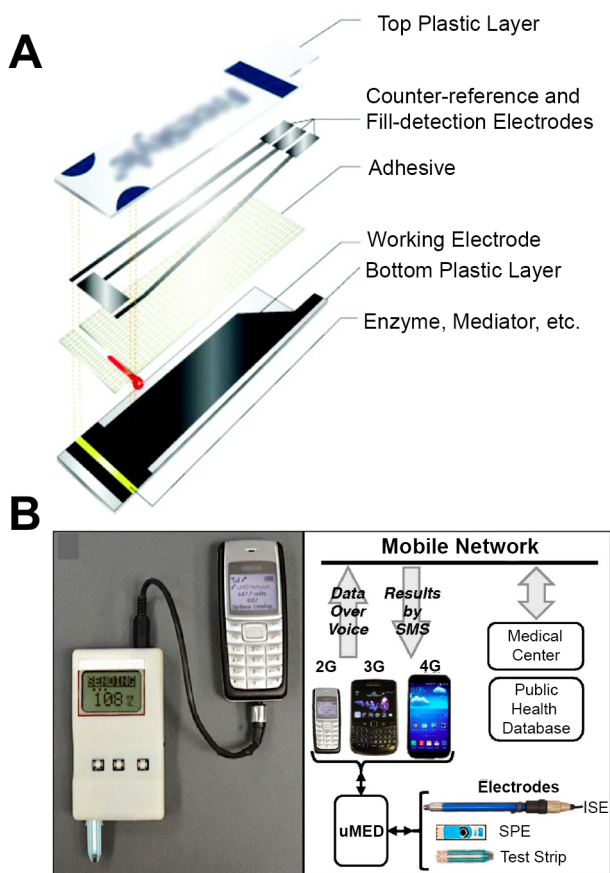 A
Top Plastic Layer
Counter-reference and
Fill-detection Electrodes
Adhesive
Working Electrode
Bottom Plastic Layer
Enzyme, Mediator, etc.
B
SENDING
108
Mobile Network
Data
Over
Voice
Results
by
SMS
2G
3G
4G
Medical
Center
Public
Health
Database
uMED
Electrodes
ISE
SPE
Test Strip